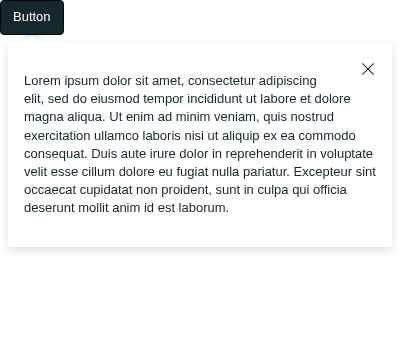 Button
Lorem ipsum dolor sit amet, consectetur adipiscing
elit, sed do eiusmod tempor incididunt ut labore et dolore
magna aliqua. Ut enim ad minim veniam, quis nostrud
exercitation ullamco laboris nisi ut aliquip ex ea commodo
consequat. Duis aute irure dolor in reprehenderit in voluptate
velit esse cillum dolore eu fugiat nulla pariatur. Excepteur sint
occaecat cupidatat non proident, sunt in culpa qui officia
deserunt mollit anim id est laborum.